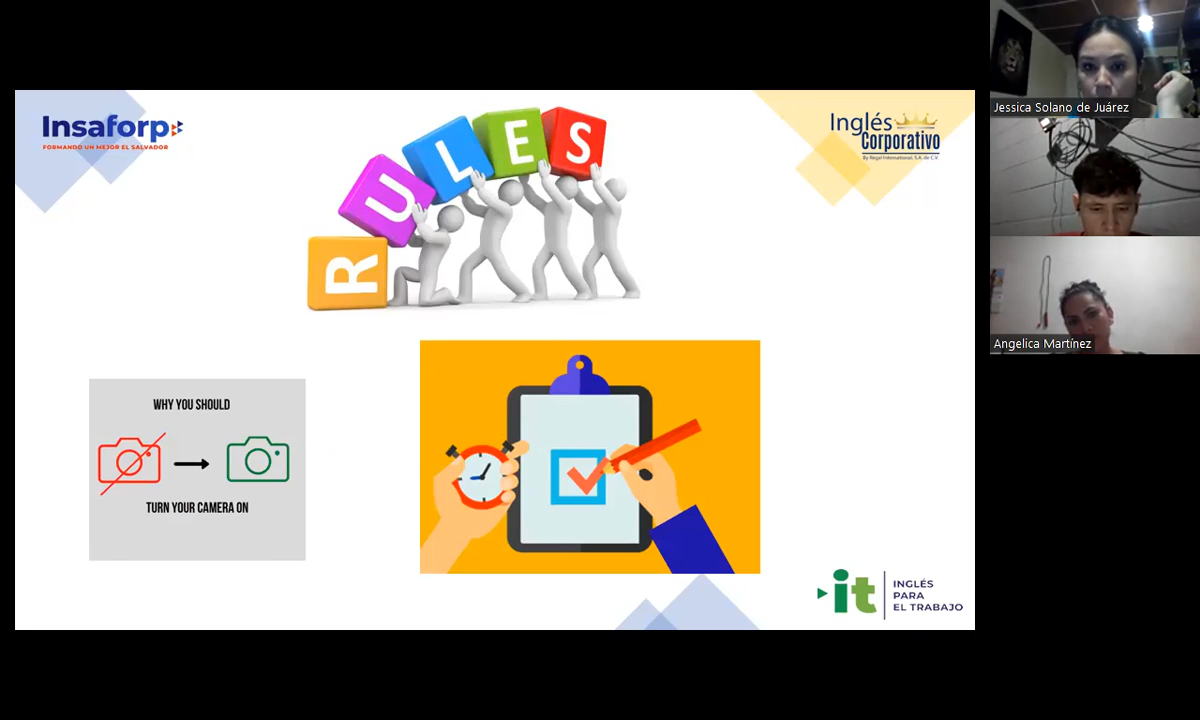 Insaforp
FORMANDO UN MEJOR EL SALVADOR
RULES
Inglés
Corporativo
By Regal International, S.A. de C.V.
WHY YOU SHOULD
TURN YOUR CAMERA ON
it
INGLÉS
PARA
EL TRABAJO
Jessica Solano de Juárez
Angelica Martínez